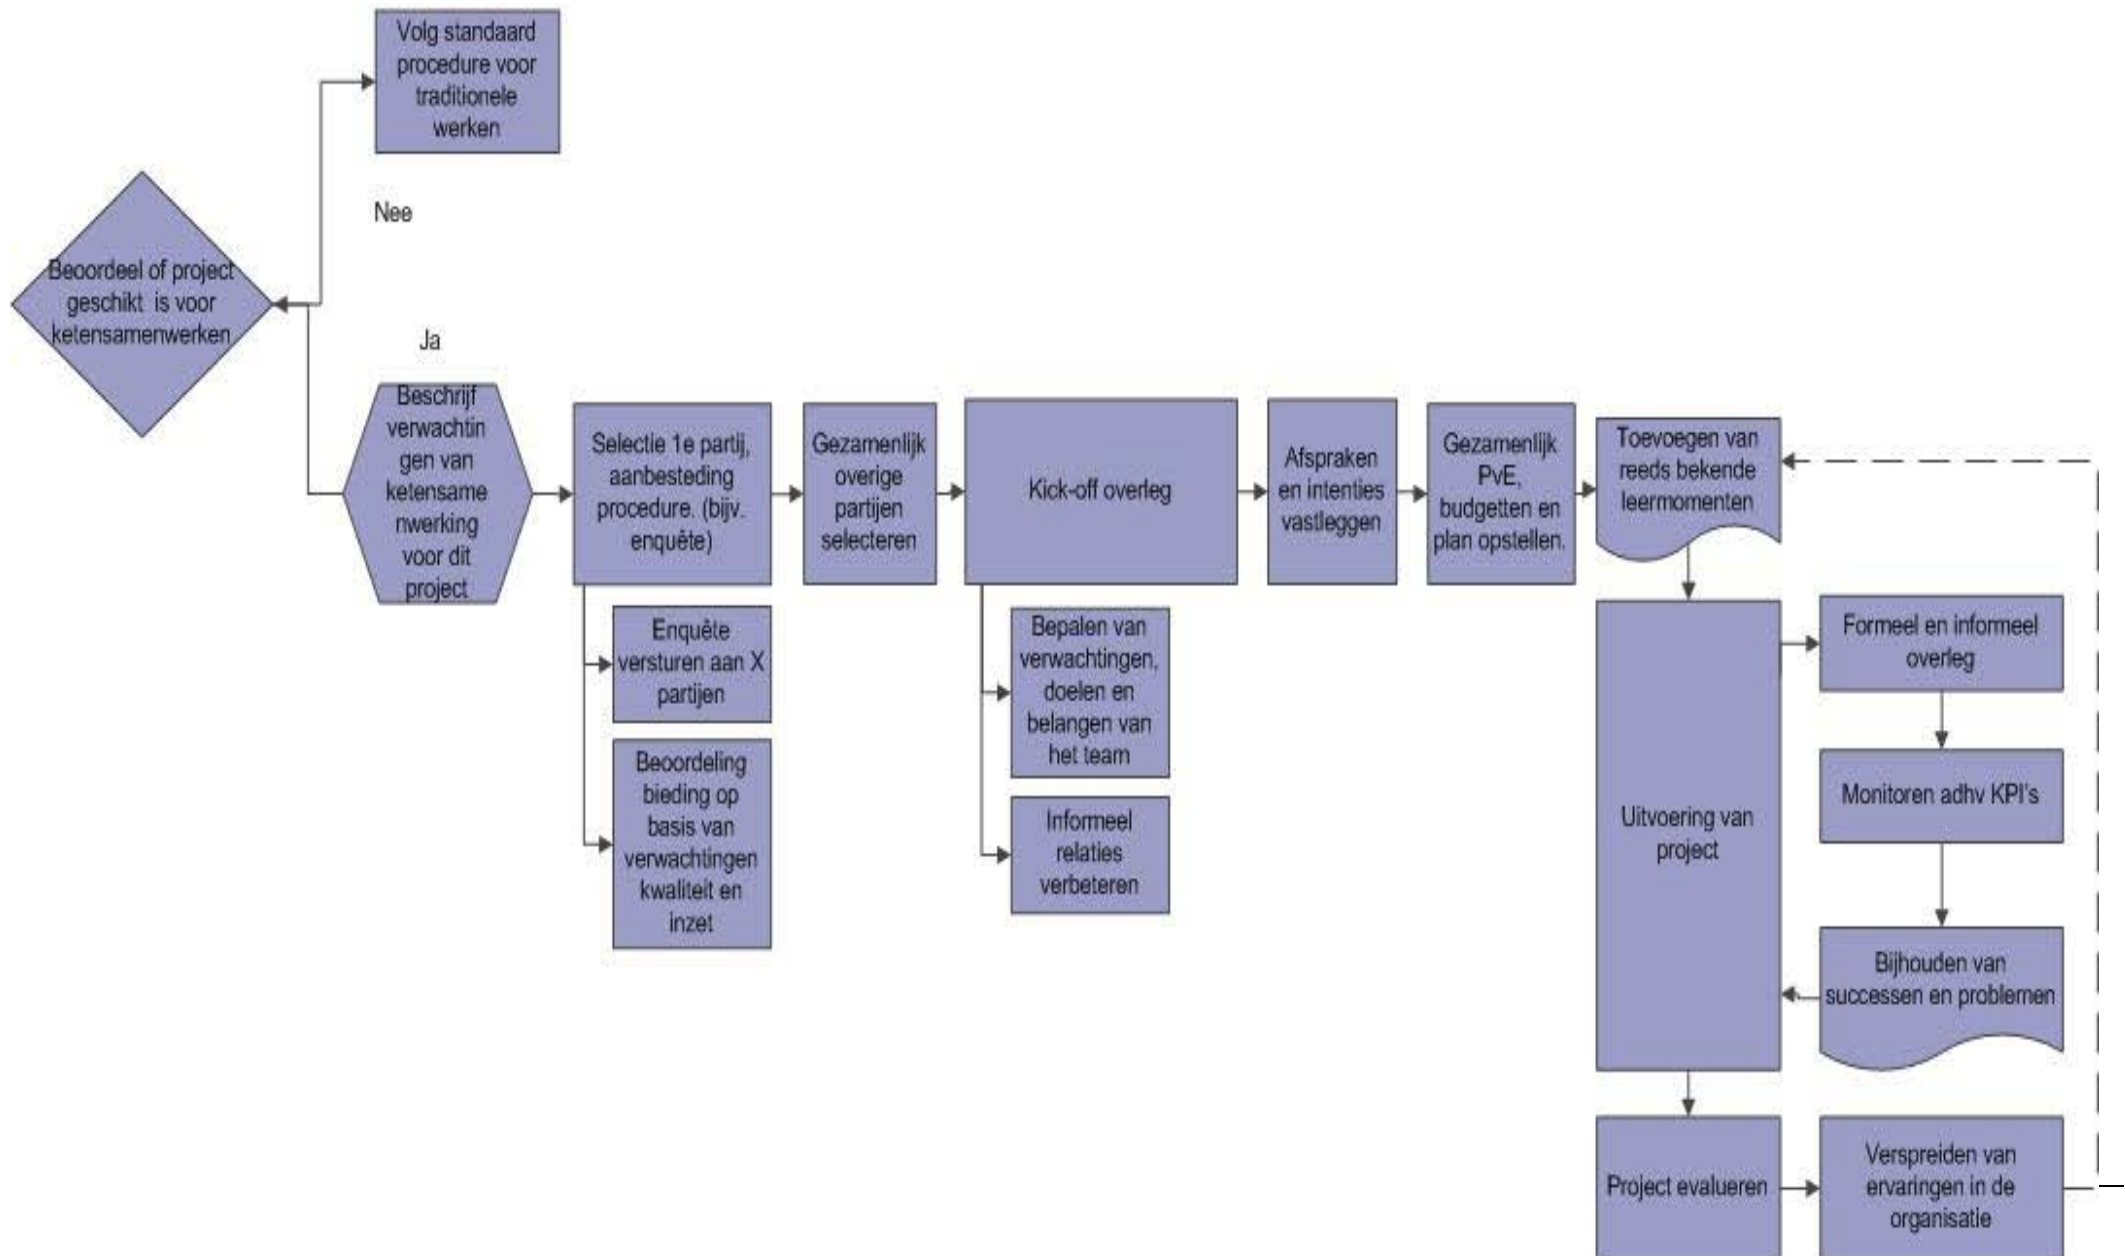 Volg standaard
procedure voor
traditionele
werken
Nee
Beoordeel of project
geschikt is voor
ketensamenwerken
Ja
Beschrijf
verwachtin
gen van
ketensame
nwerking
voor dit
project
Selectie 1e partij,
aanbesteding
procedure. (bijv.
enquête)
Enquête
versturen aan X
partijen
Beoordeling
bieding op
basis van
verwachtingen
kwaliteit en
inzet
Gezamenlijk
overige
partijen
selecteren
Kick-off overleg
Bepalen van
verwachtingen,
doelen en
belangen van
het team
Informeel
relaties
verbeteren
Afspraken
en intenties
vastleggen
Gezamenlijk
PvE,
budgetten en
plan opstellen.
Toevoegen van
reeds bekende
leermomenten
Uitvoering van
project
Formeel en informeel
overleg
Monitoren adhv KPI's
Bijhouden van
successen en problemen
Project evalueren
Verspreiden van
ervaringen in de
organisatie